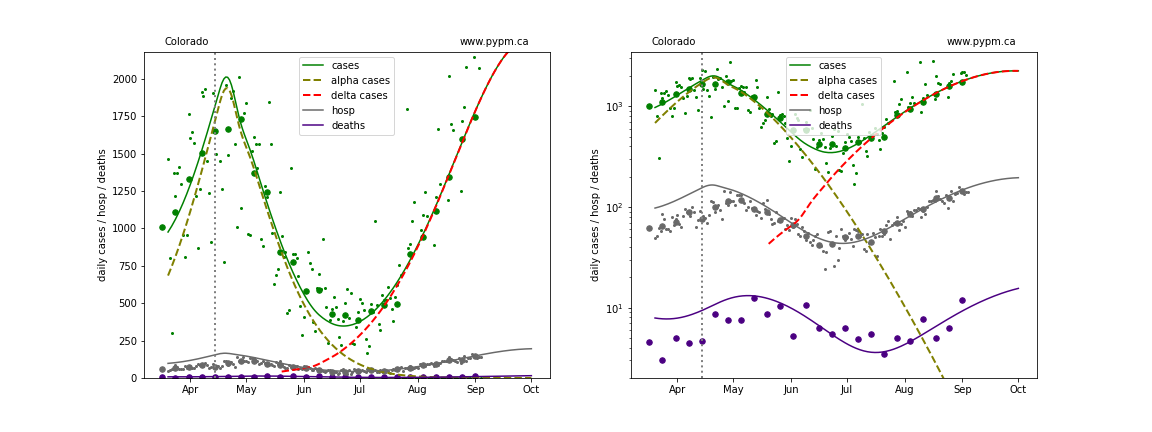 Colorado www.pypm.ca
cases
alpha cases
delta cases
hosp
deaths
daily cases / hosp / deaths
2000
1750
1500
1250
1000
750
500
250
0
Apr May Jun Jul Aug Sep Oct
Colorado www.pypm.ca
cases
alpha cases
delta cases
hosp
deaths
daily cases / hosp / deaths
10³
10²
10¹
Apr May Jun Jul Aug Sep Oct